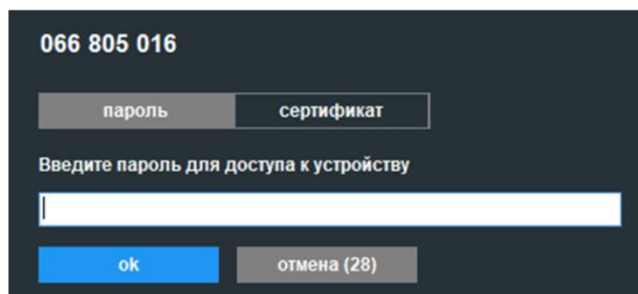 066 805 016
пароль сертификат
Введите пароль для доступа к устройству
ok отмена (28)